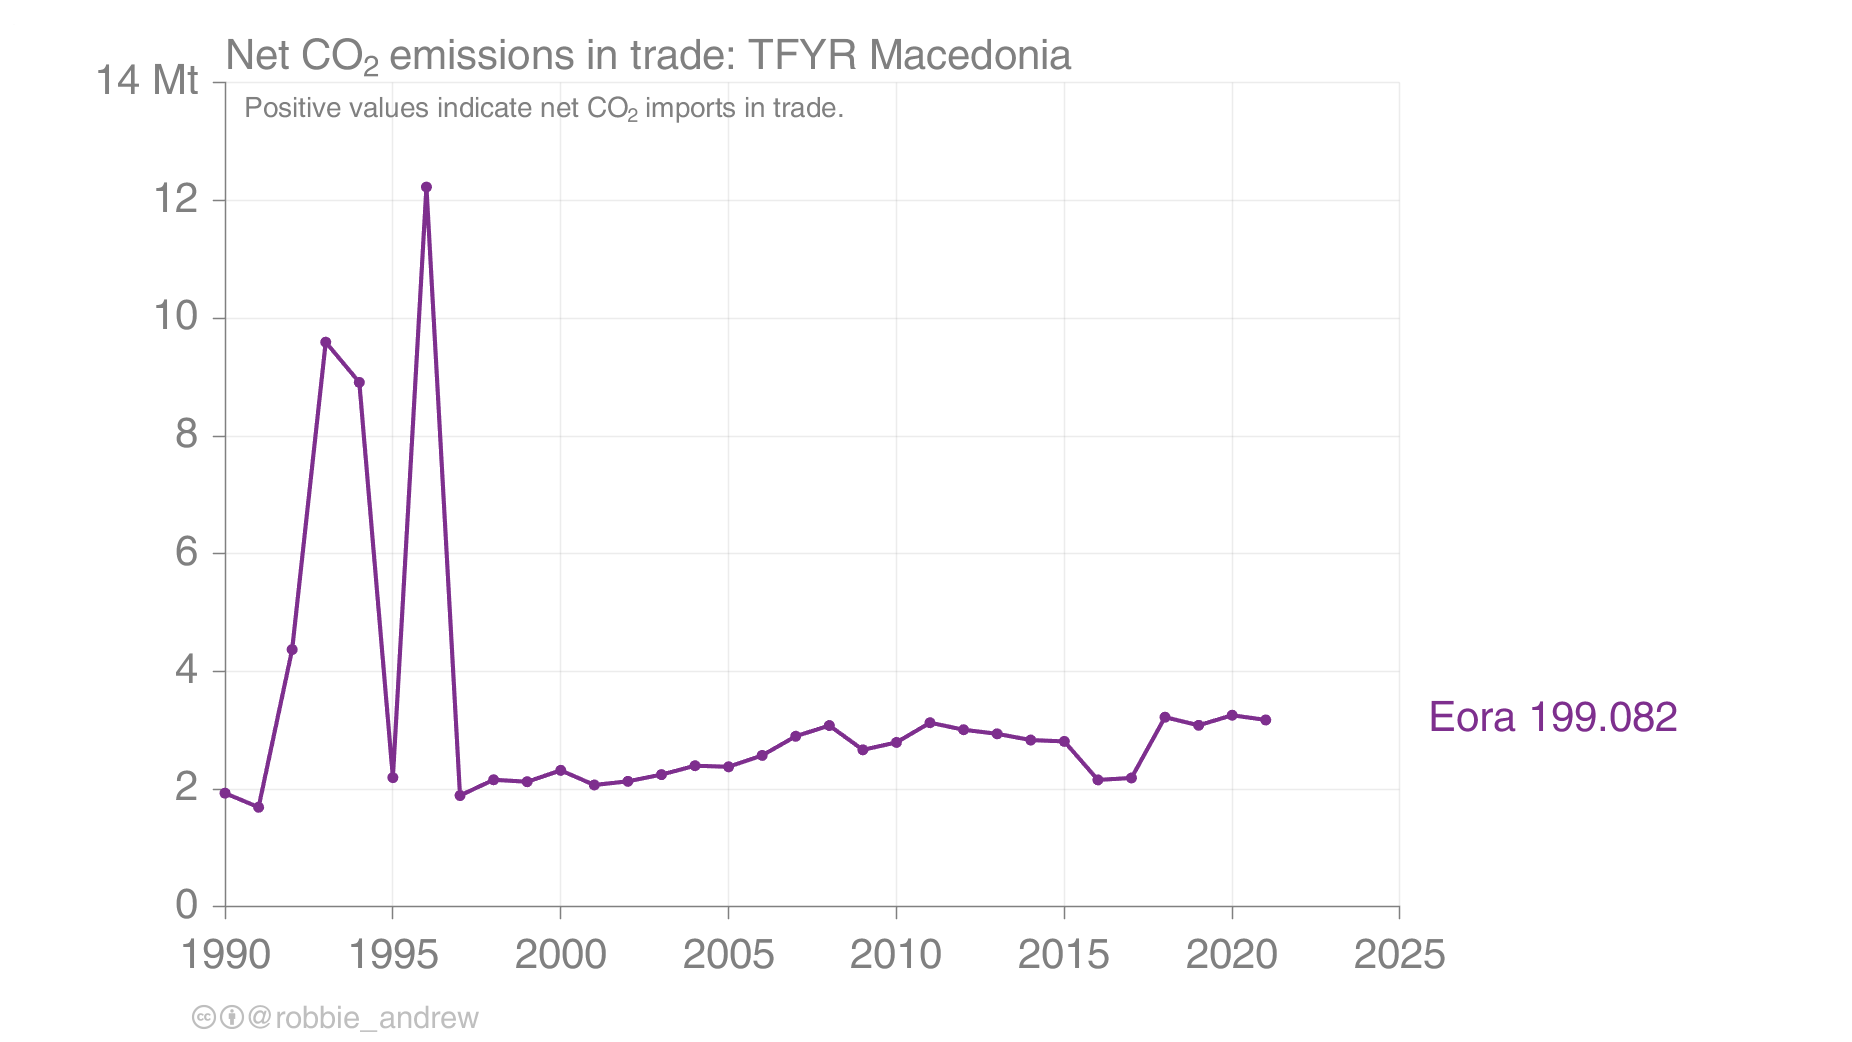 Net CO₂ emissions in trade: TFYR Macedonia
14 Mt
Positive values indicate net CO₂ imports in trade.
12
10
8
6
4
Eora 199.082
2
0
1990 1995 2000 2005 2010 2015 2020 2025
@robbie_andrew